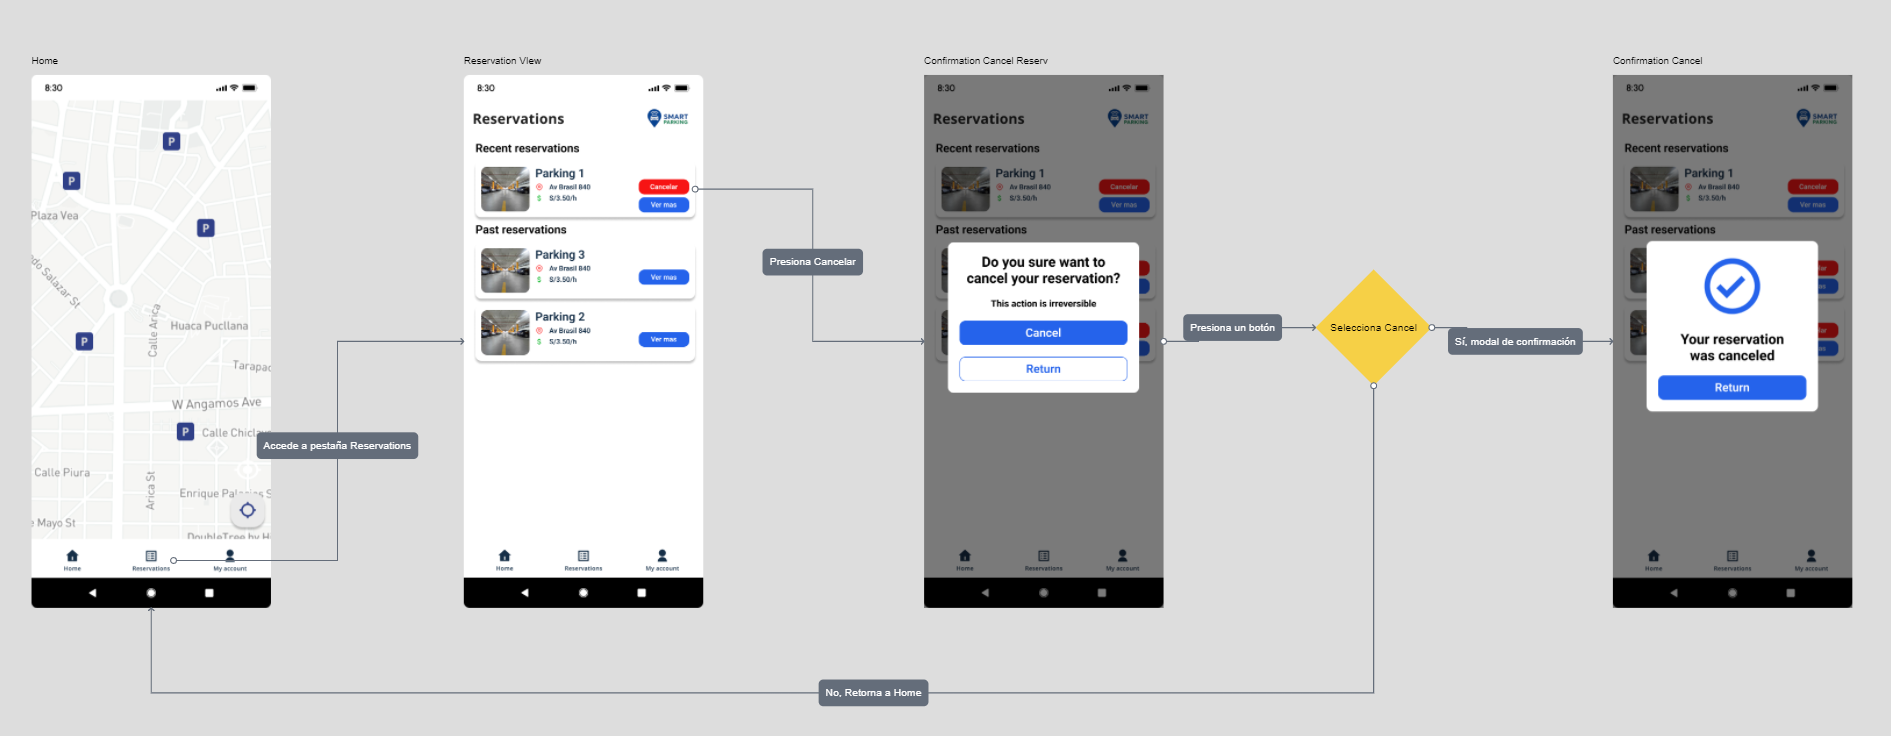 Home
8:30
P
P
Plaza Vea
P
do Salazar St
Calle Arica
Huaca Pucllana
P
Tarapac
W Angamos Ave
P
Calle Chiclay
Calle Piura
Arica St
Enrique Palacios S
e Mayo St
DoubleTree by H
Home
Reservations
My account
Accede a pestaña Reservations
Reservation VIew
8:30
Reservations
SMART
PARKING
Recent reservations
Parking 1
Av Brasil 840
$ S/3.50/h
Cancelar
Ver mas
Past reservations
Parking 3
Av Brasil 840
$ S/3.50/h
Ver mas
Parking 2
Av Brasil 840
$ S/3.50/h
Ver mas
Home
Reservations
My account
Presiona Cancelar
Confirmation Cancel Reserv
8:30
Reservations
SMART
PARKING
Recent reservations
Parking 1
Av Brasil 840
$ S/3.50/h
Cancelar
Ver mas
Past reservations
Do you sure want to
cancel your reservation?
This action is irreversible
Cancel
Return
Home
Reservations
My account
Presiona un botón
Selecciona Cancel
Sí, modal de confirmación
No, Retorna a Home
Confirmation Cancel
8:30
Reservations
SMART
PARKING
Recent reservations
Parking 1
Av Brasil 840
$ S/3.50/h
Cancelar
Ver mas
Past reservations
Your reservation
was canceled
Return
Home
Reservations
My account